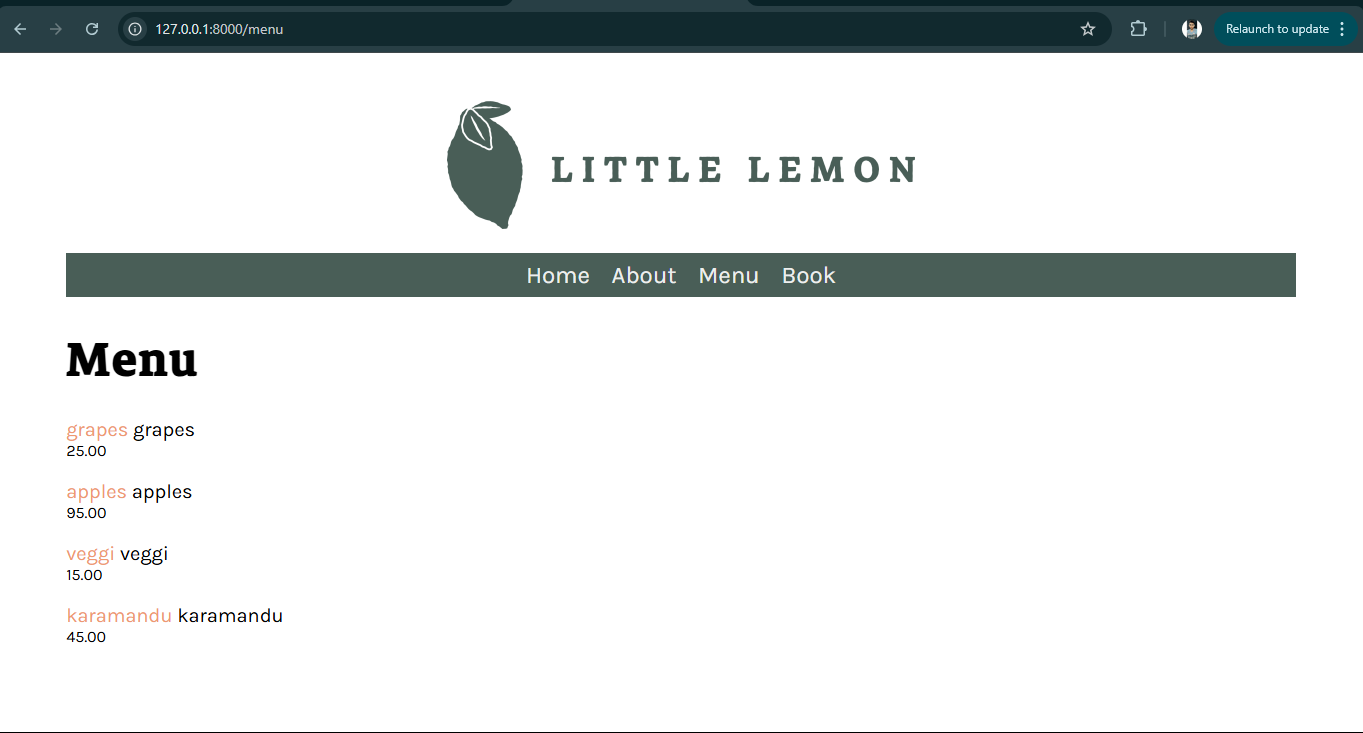 127.0.0.1:8000/menu
Relaunch to update
LITTLE LEMON
Home About Menu Book
Menu
grapes grapes
25.00
apples apples
95.00
veggi veggi
15.00
karamandu karamandu
45.00